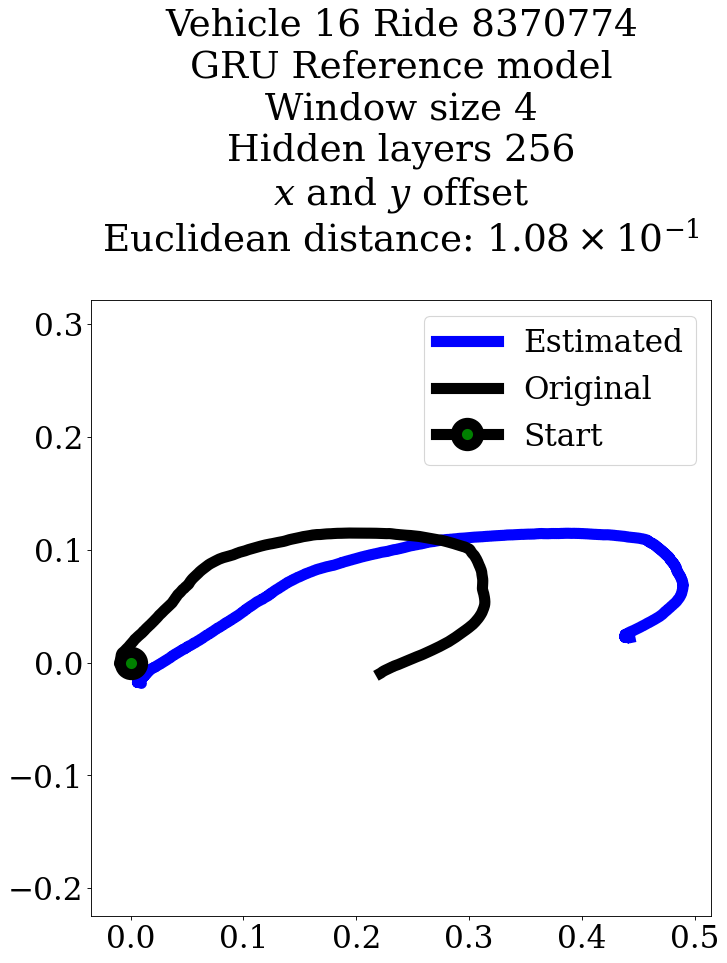 Vehicle 16 Ride 8370774
GRU Reference model
Window size 4
Hidden layers 256
x and y offset
Euclidean distance: 1.08 × 10⁻¹
Estimated
Original
Start
0.3
0.2
0.1
0.0
−0.1
−0.2
0.0 0.1 0.2 0.3 0.4 0.5